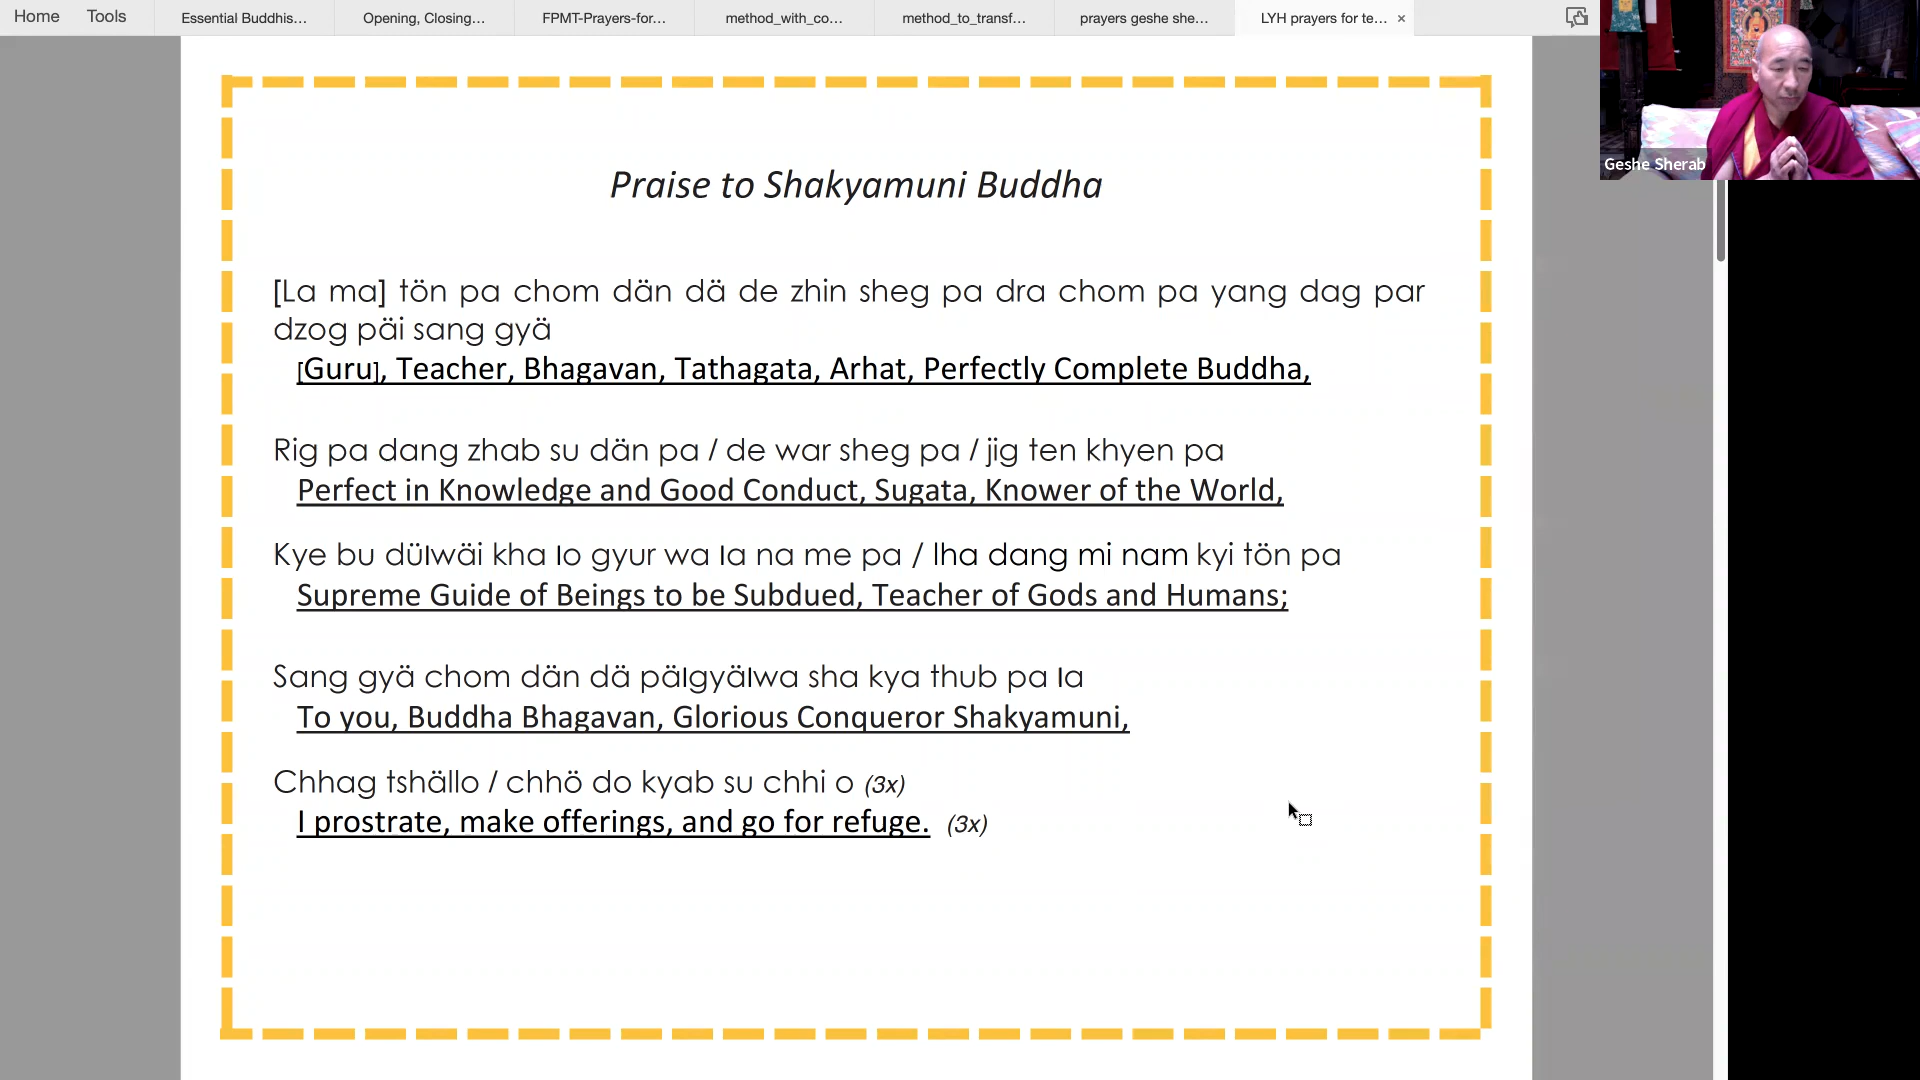 Home Tools Essential Buddhis... Opening, Closing... FPMT-Prayers-for... method_with_co... method_to_transf... prayers geshe she... LYH prayers for te... ×
Geshe Sherab
Praise to Shakyamuni Buddha
[La ma] tön pa chom dän dä de zhin sheg pa dra chom pa yang dag par
dzog päi sang gyä
[Guru], Teacher, Bhagavan, Tathagata, Arhat, Perfectly Complete Buddha,
Rig pa dang zhab su dän pa / de war sheg pa / jig ten khyen pa
Perfect in Knowledge and Good Conduct, Sugata, Knower of the World,
Kye bu dülwäi kha lo gyur wa la na me pa / lha dang mi nam kyi tön pa
Supreme Guide of Beings to be Subdued, Teacher of Gods and Humans;
Sang gyä chom dän dä pälgyälwa sha kya thub pa la
To you, Buddha Bhagavan, Glorious Conqueror Shakyamuni,
Chhag tshällo / chhö do kyab su chhi o (3x)
I prostrate, make offerings, and go for refuge. (3x)